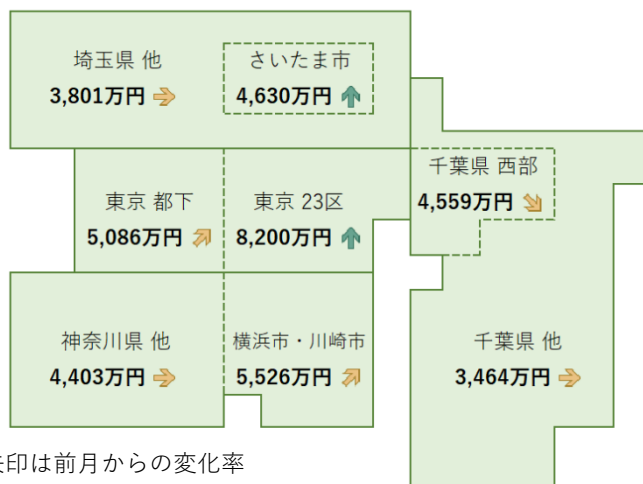 埼玉県 他
3,801万円
さいたま市
4,630万円
千葉県 西部
4,559万円
東京 都下
5,086万円
東京 23区
8,200万円
神奈川県 他
4,403万円
横浜市・川崎市
5,526万円
千葉県 他
3,464万円
印は前月からの変化率